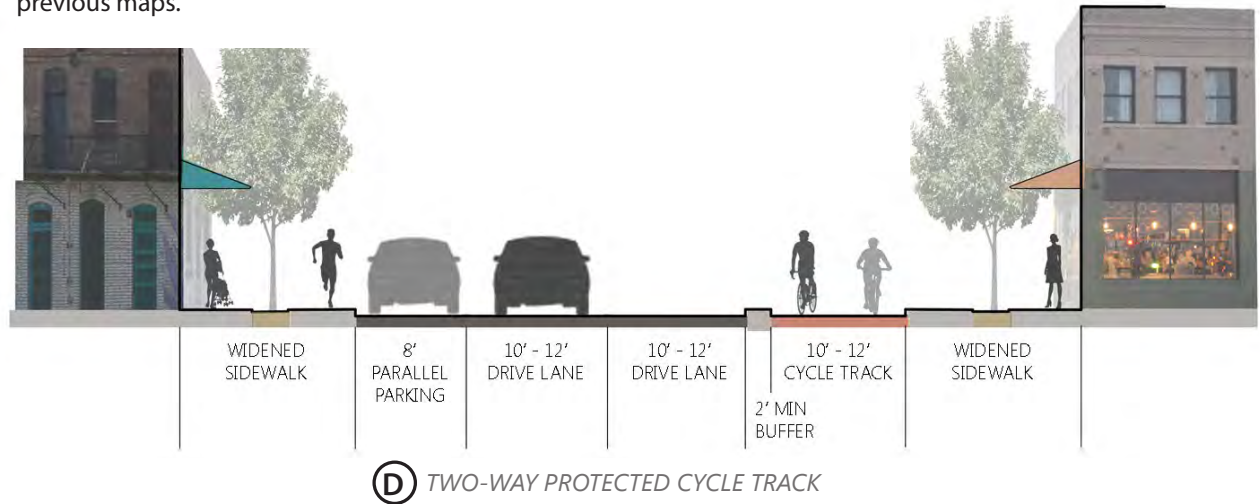 previous maps.
WIDENED
SIDEWALK
8'
PARALLEL
PARKING
10' - 12'
DRIVE LANE
10' - 12'
DRIVE LANE
2' MIN
BUFFER
10' - 12'
CYCLE TRACK
WIDENED
SIDEWALK
D TWO-WAY PROTECTED CYCLE TRACK